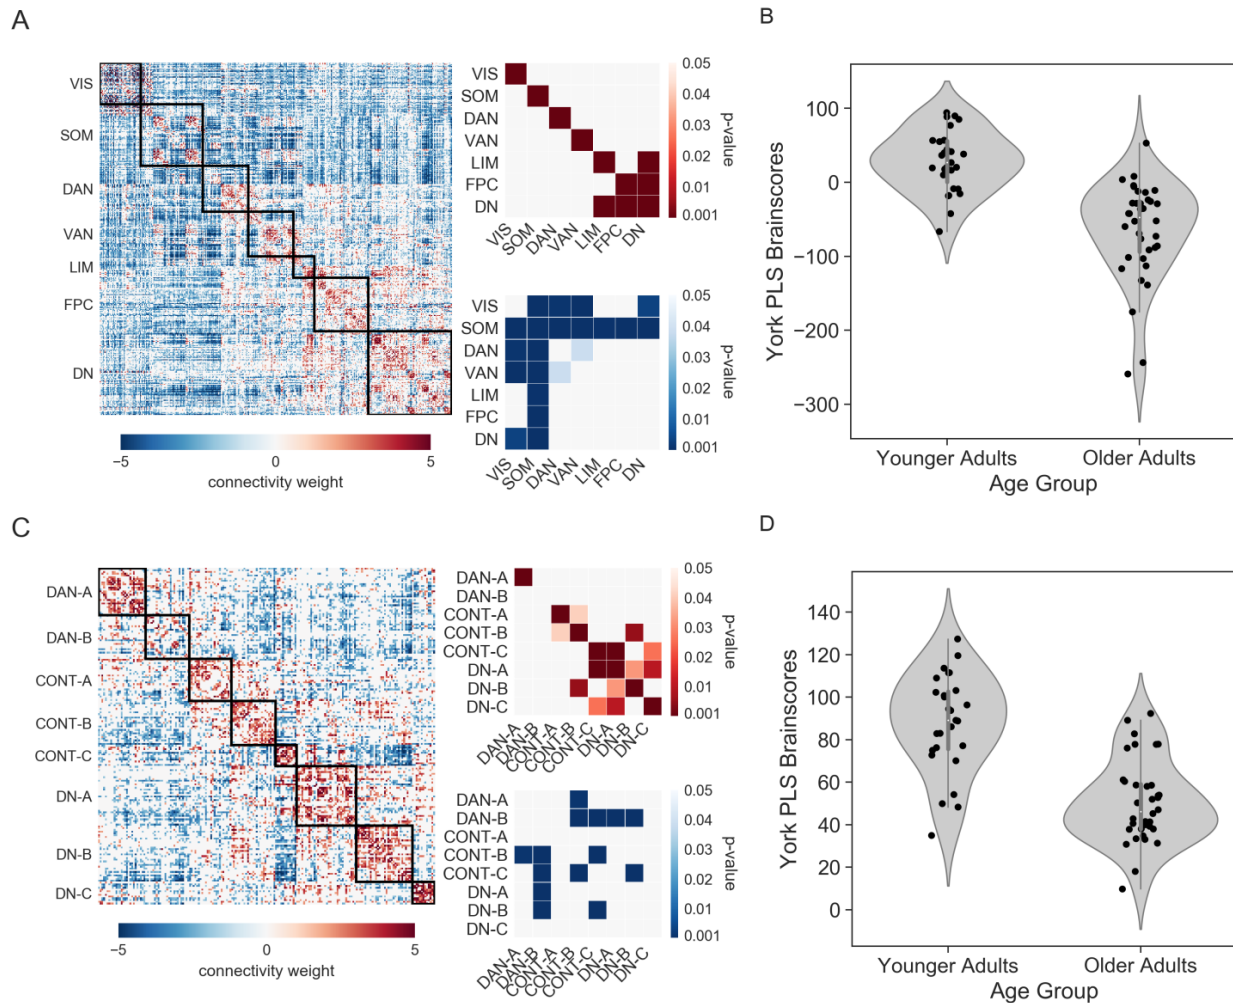 A
VIS
SOM
DAN
VAN
LIM
FPC
DN
−5
0
5
connectivity weight
VIS
SOM
DAN
VAN
LIM
FPC
DN
VIS
SOM
DAN
VAN
LIM
FPC
DN
0.05
0.04
0.03
0.02
0.01
0.001
p-value
VIS
SOM
DAN
VAN
LIM
FPC
DN
VIS
SOM
DAN
VAN
LIM
FPC
DN
0.05
0.04
0.03
0.02
0.01
0.001
p-value
B
York PLS Brainscores
100
0
−100
−200
−300
Younger Adults
Older Adults
Age Group
C
DAN-A
DAN-B
CONT-A
CONT-B
CONT-C
DN-A
DN-B
DN-C
−5
0
5
connectivity weight
DAN-A
DAN-B
CONT-A
CONT-B
CONT-C
DN-A
DN-B
DN-C
DAN-A
DAN-B
CONT-A
CONT-B
CONT-C
DN-A
DN-B
DN-C
0.05
0.04
0.03
0.02
0.01
0.001
p-value
DAN-A
DAN-B
CONT-A
CONT-B
CONT-C
DN-A
DN-B
DN-C
DAN-A
DAN-B
CONT-A
CONT-B
CONT-C
DN-A
DN-B
DN-C
0.05
0.04
0.03
0.02
0.01
0.001
p-value
D
York PLS Brainscores
140
120
100
80
60
40
20
0
Younger Adults
Older Adults
Age Group